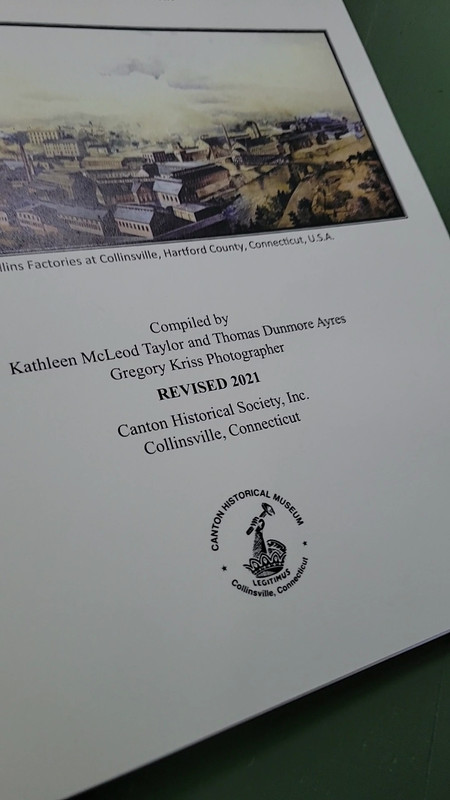 llins Factories at Collinsville, Hartford County, Connecticut, U.S.A.
Compiled by
Kathleen McLeod Taylor and Thomas Dunmore Ayres
Gregory Kriss Photographer
REVISED 2021
Canton Historical Society, Inc.
Collinsville, Connecticut
CANTON HISTORICAL MUSEUM
LEGITIMUS
Collinsville, Connecticut